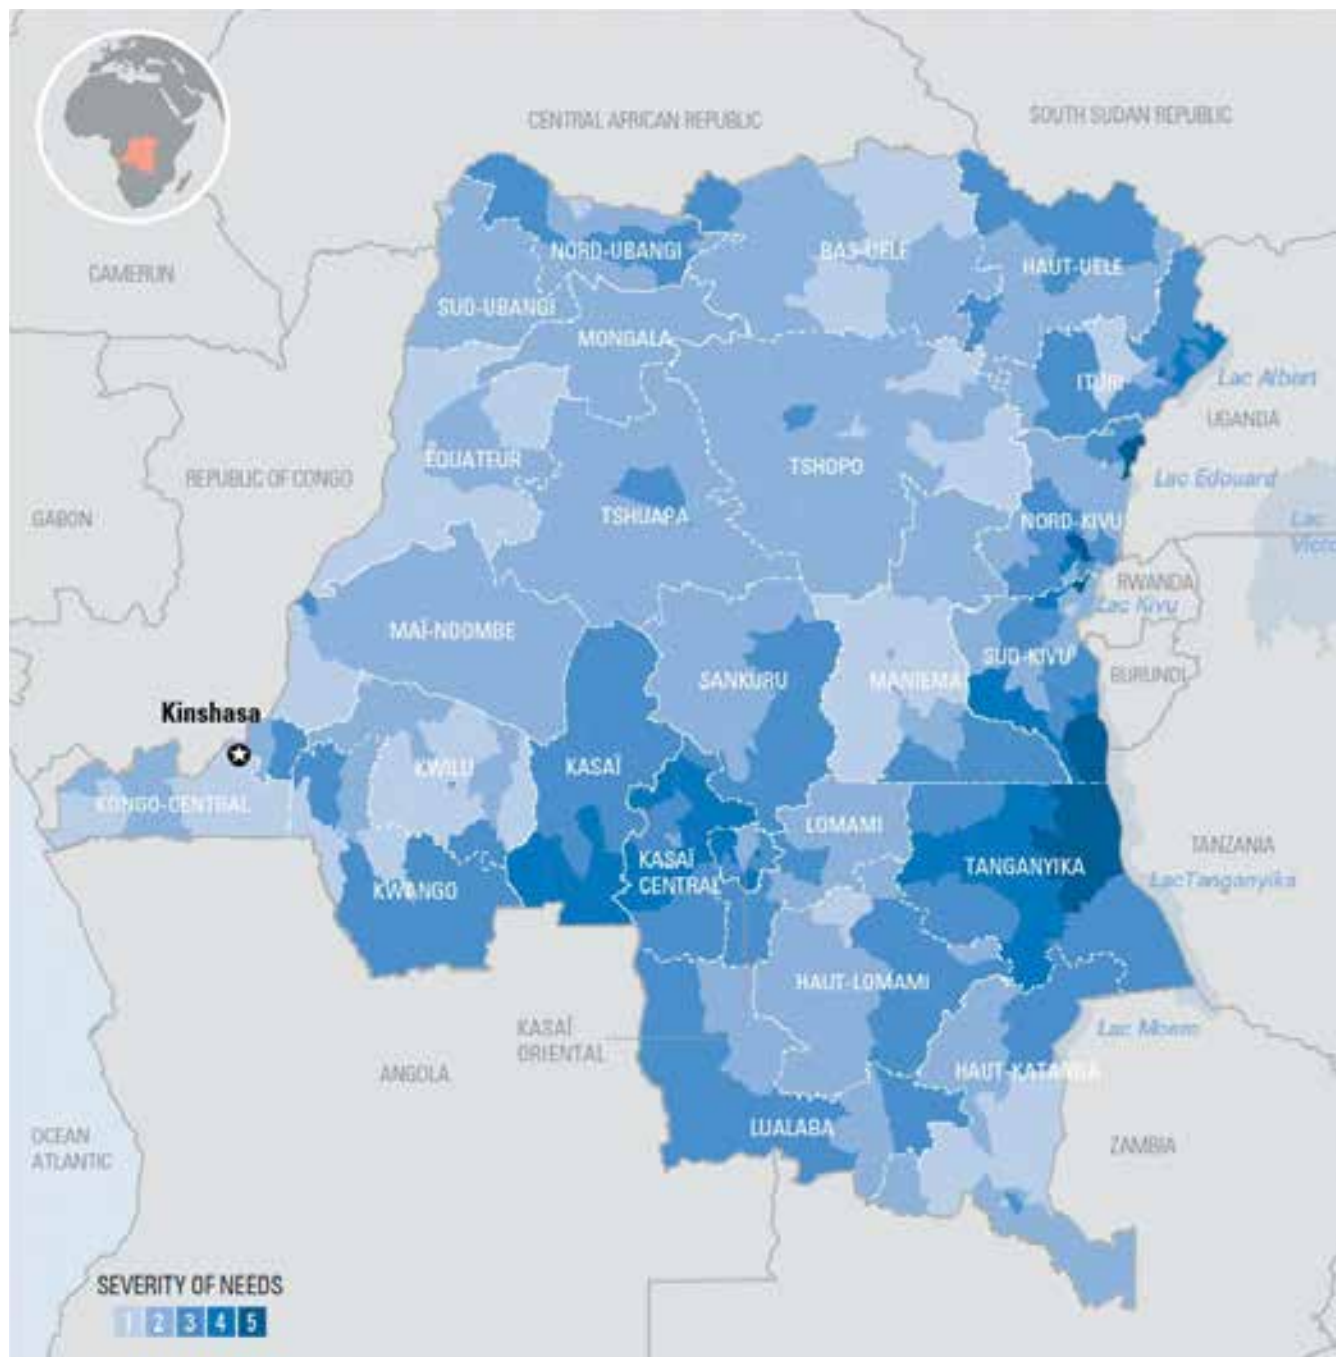 CENTRAL AFRICAN REPUBLIC
SOUTH SUDAN REPUBLIC
NORD-UBANGI
BAS-UELE
HAUT-UELE
CAMERUN
SUD-UBANGI
MONGALA
ITURI
Lac Albert
UGANDA
ÉQUATEUR
TSHOPO
REPUBLIC OF CONGO
Lac Edouard
GABON
TSHUAPA
NORD-KIVU
Lac
RWANDA
Lac Kivu
MAÏ-NDOMBE
SUD-KIVU
SANKURU
MANIEMA
BURUNDI
Kinshasa
KWILU
KASAÏ
KONGO-CENTRAL
LOMAMI
TANZANIA
KASAÏ
CENTRAL
TANGANYIKA
LacTanganyika
KWANGO
HAUT-LOMAMI
KASAÏ
ORIENTAL
Lac Moero
ANGOLA
HAUT-KATANGA
LUALABA
OCEAN
ATLANTIC
ZAMBIA
SEVERITY OF NEEDS
1 2 3 4 5